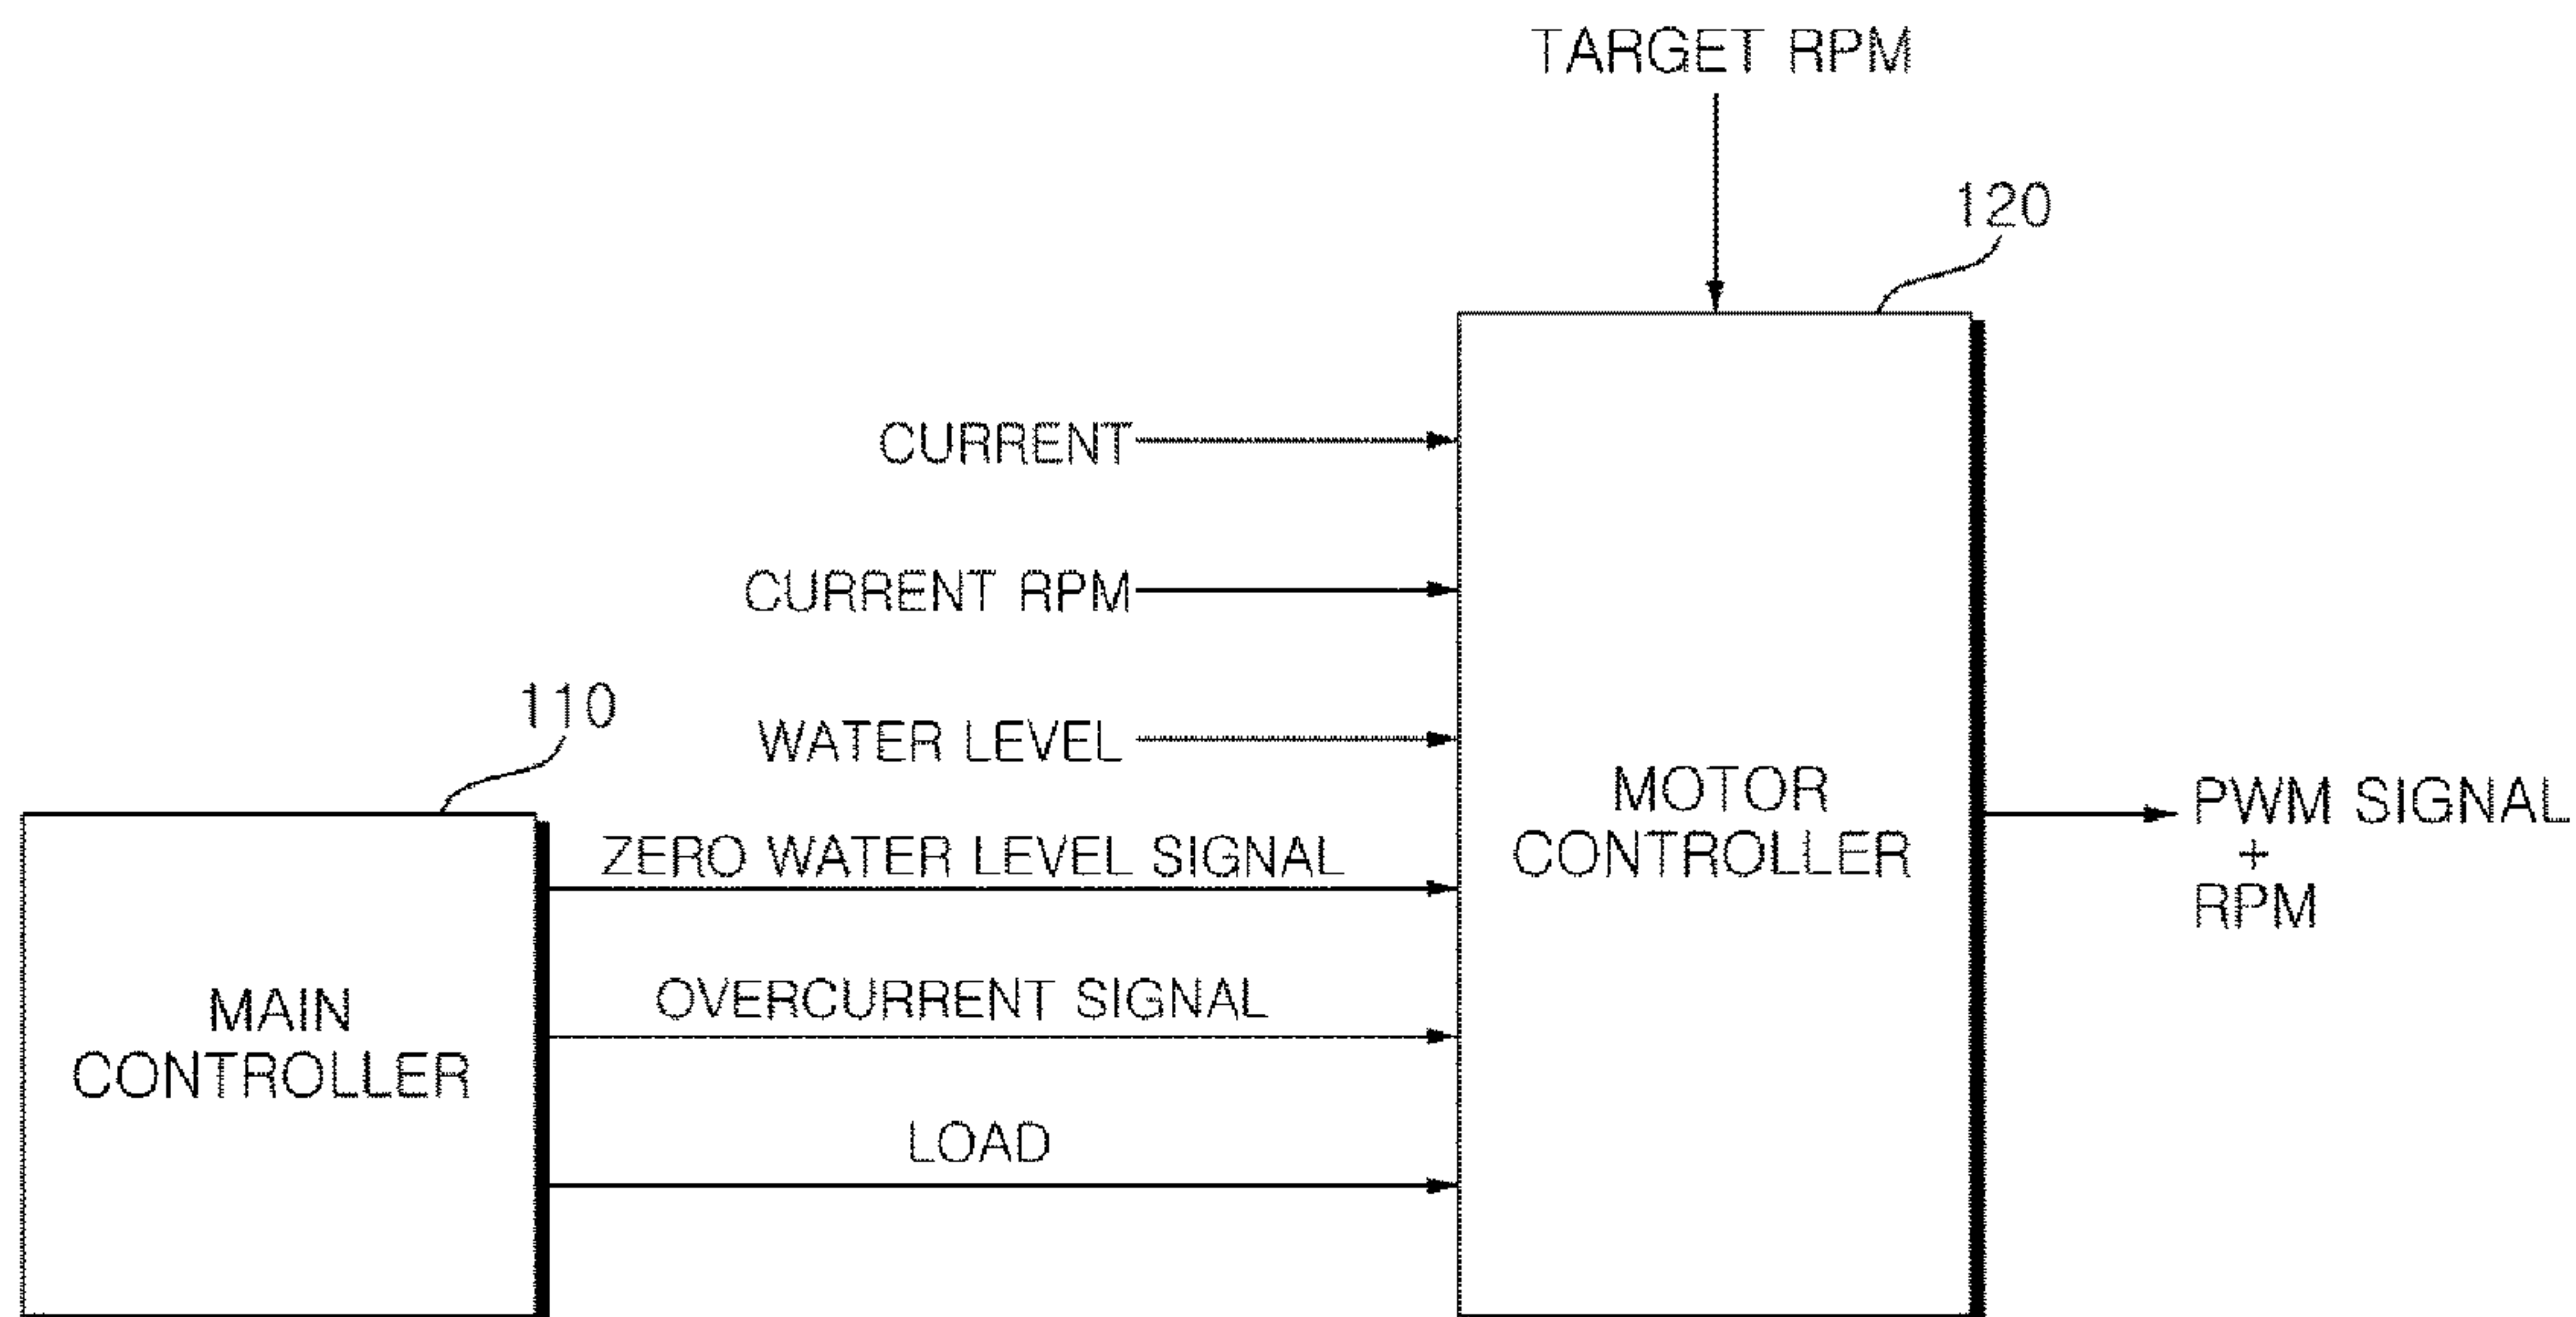 TARGET RPM
120
CURRENT
CURRENT RPM
WATER LEVEL
110
ZERO WATER LEVEL SIGNAL
OVERCURRENT SIGNAL
LOAD
MAIN
CONTROLLER
MOTOR
CONTROLLER
PWM SIGNAL
+
RPM